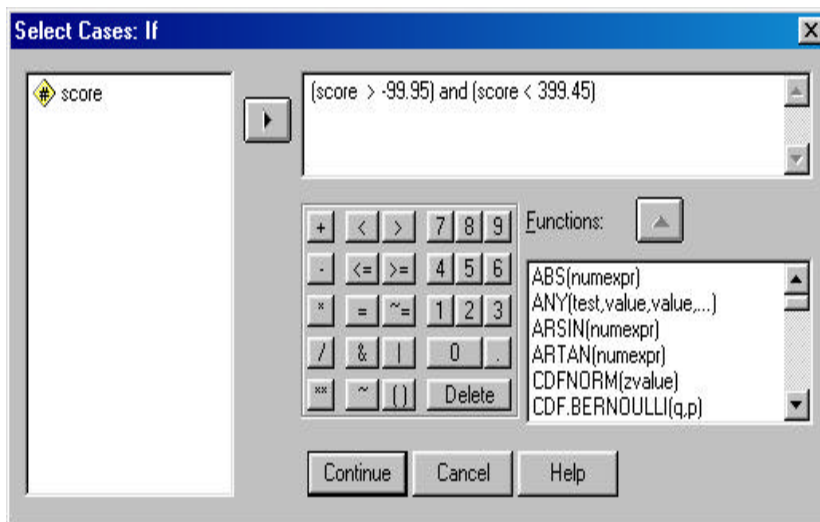 Select Cases: If
# score
(score > -99.95) and (score < 399.45)
+ < > 7 8 9
- <= >= 4 5 6
* = ~= 1 2 3
/ & | 0 .
** ~ () Delete
Functions:
ABS(numexpr)
ANY(test,value,value,...)
ARSIN(numexpr)
ARTAN(numexpr)
CDFNORM(zvalue)
CDF.BERNOULLI(q,p)
Continue Cancel Help